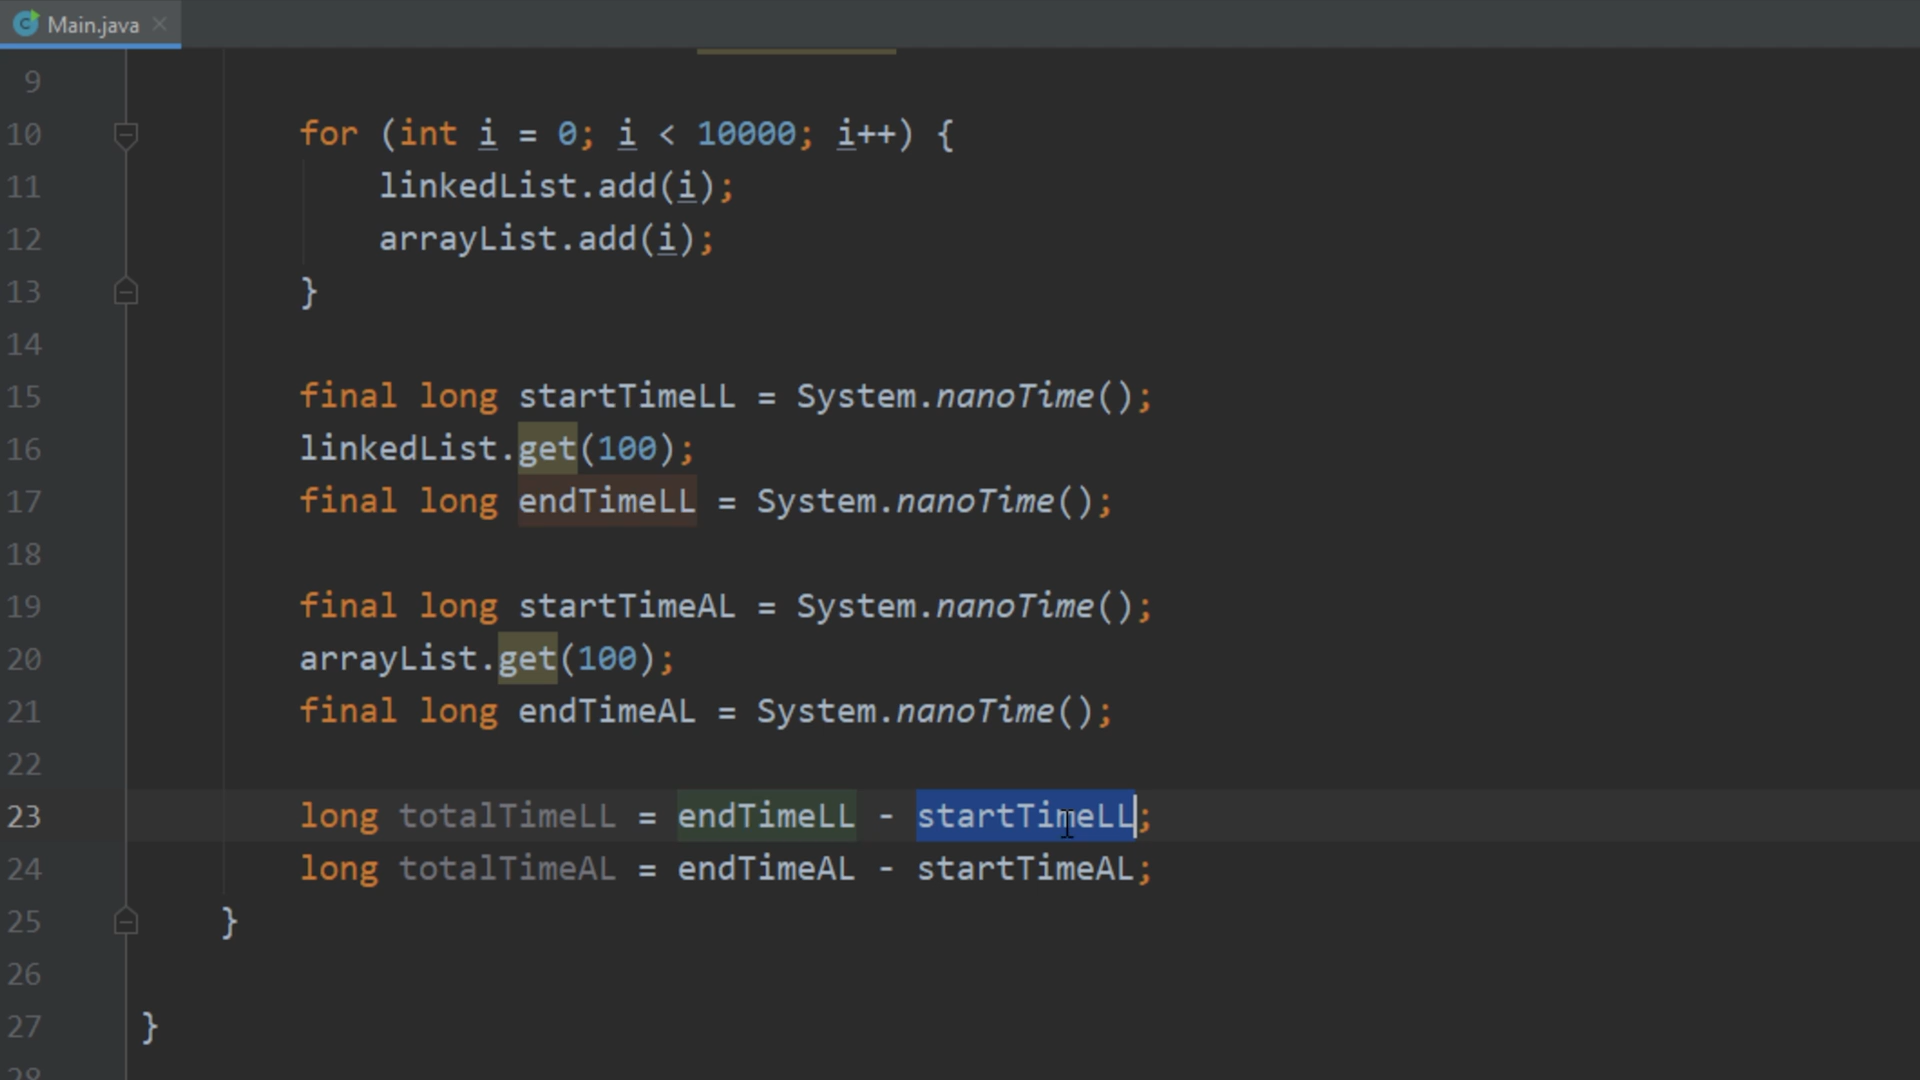 Main.java
9
10 for (int i = 0; i < 10000; i++) {
11 linkedList.add(i);
12 arrayList.add(i);
13 }
14
15 final long startTimeLL = System.nanoTime();
16 linkedList.get(100);
17 final long endTimeLL = System.nanoTime();
18
19 final long startTimeAL = System.nanoTime();
20 arrayList.get(100);
21 final long endTimeAL = System.nanoTime();
22
23 long totalTimeLL = endTimeLL - startTimeLL;
24 long totalTimeAL = endTimeAL - startTimeAL;
25 }
26
27 }
28